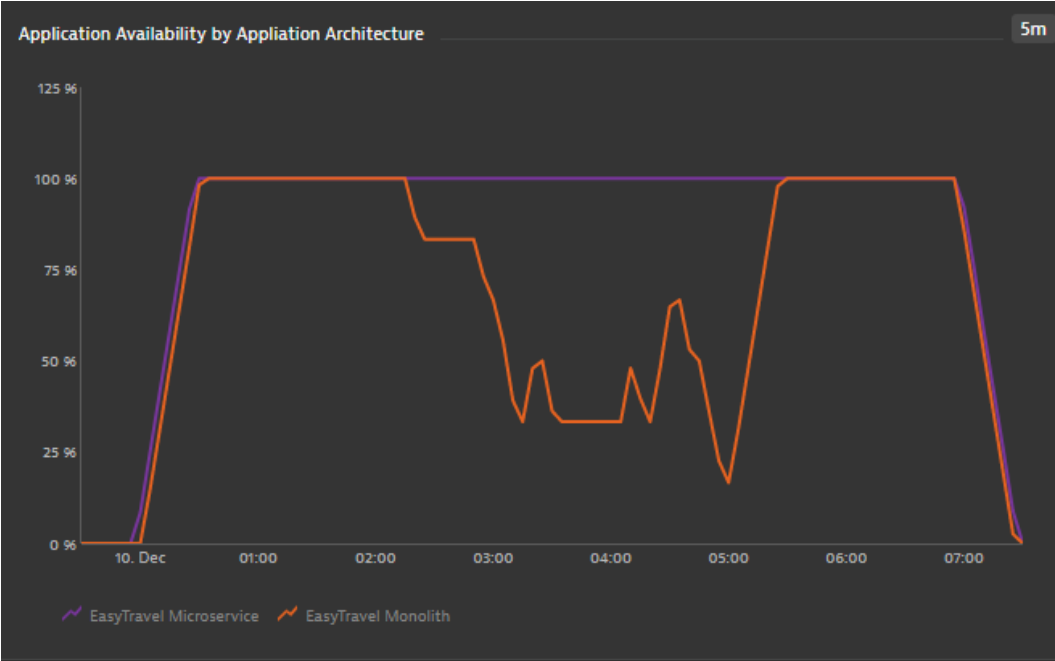 Application Availability by Appliation Architecture
5m
125 %
100 %
75 %
50 %
25 %
0 %
10. Dec 01:00 02:00 03:00 04:00 05:00 06:00 07:00
EasyTravel Microservice EasyTravel Monolith